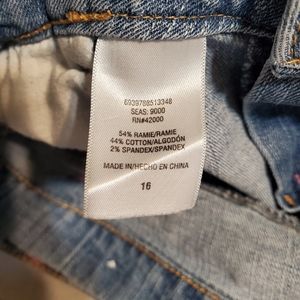 6939788513348
SEAS: 9000
RN#42000
54% RAMIE/RAMIE
44% COTTON/ALGODÓN
2% SPANDEX/SPANDEX
MADE IN/HECHO EN CHINA
16